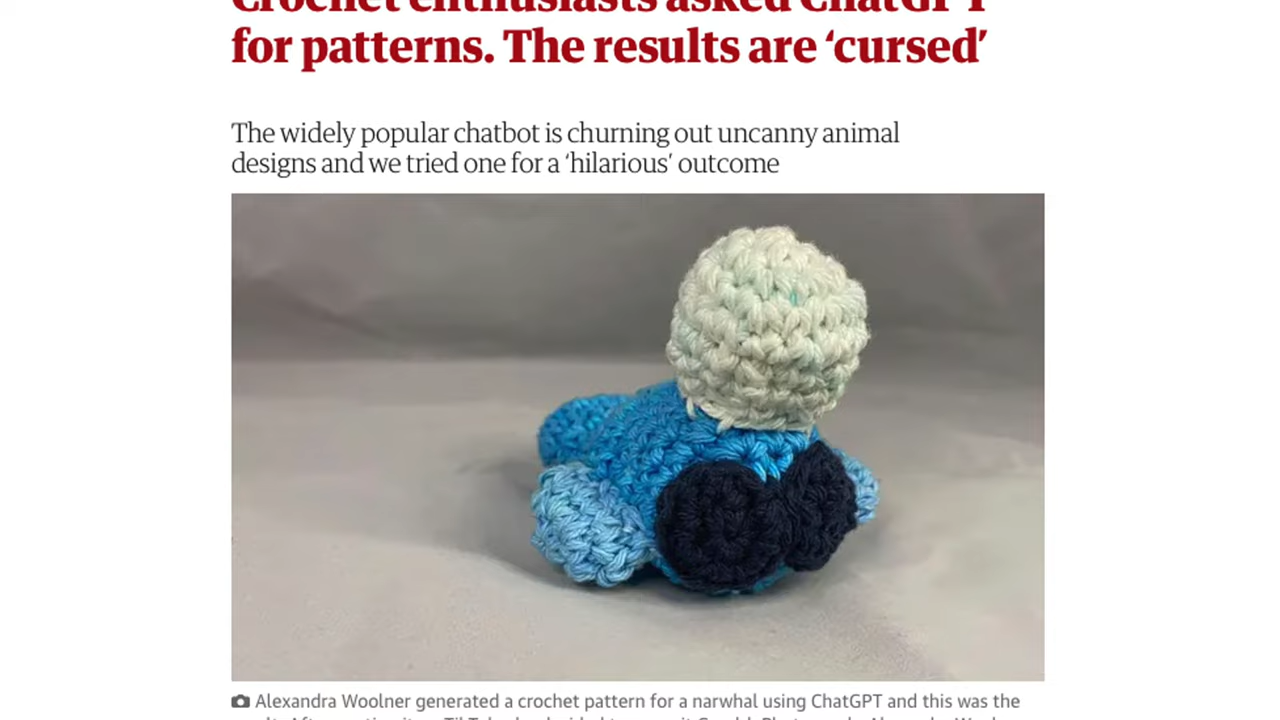 Crochet enthusiasts asked ChatGPT
for patterns. The results are ‘cursed’
The widely popular chatbot is churning out uncanny animal
designs and we tried one for a ‘hilarious’ outcome
Alexandra Woolner generated a crochet pattern for a narwhal using ChatGPT and this was the